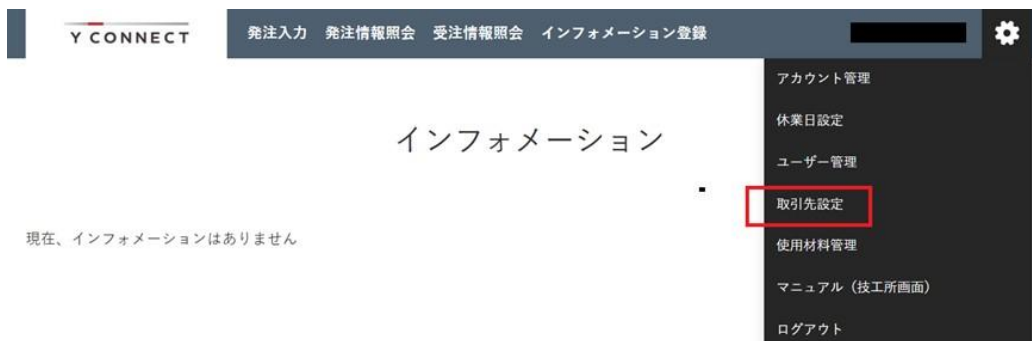 Y CONNECT 発注入力 発注情報照会 受注情報照会 インフォメーション登録
アカウント管理
休業日設定
インフォメーション
ユーザー管理
取引先設定
現在、インフォメーションはありません
使用材料管理
マニュアル（技工所画面）
ログアウト